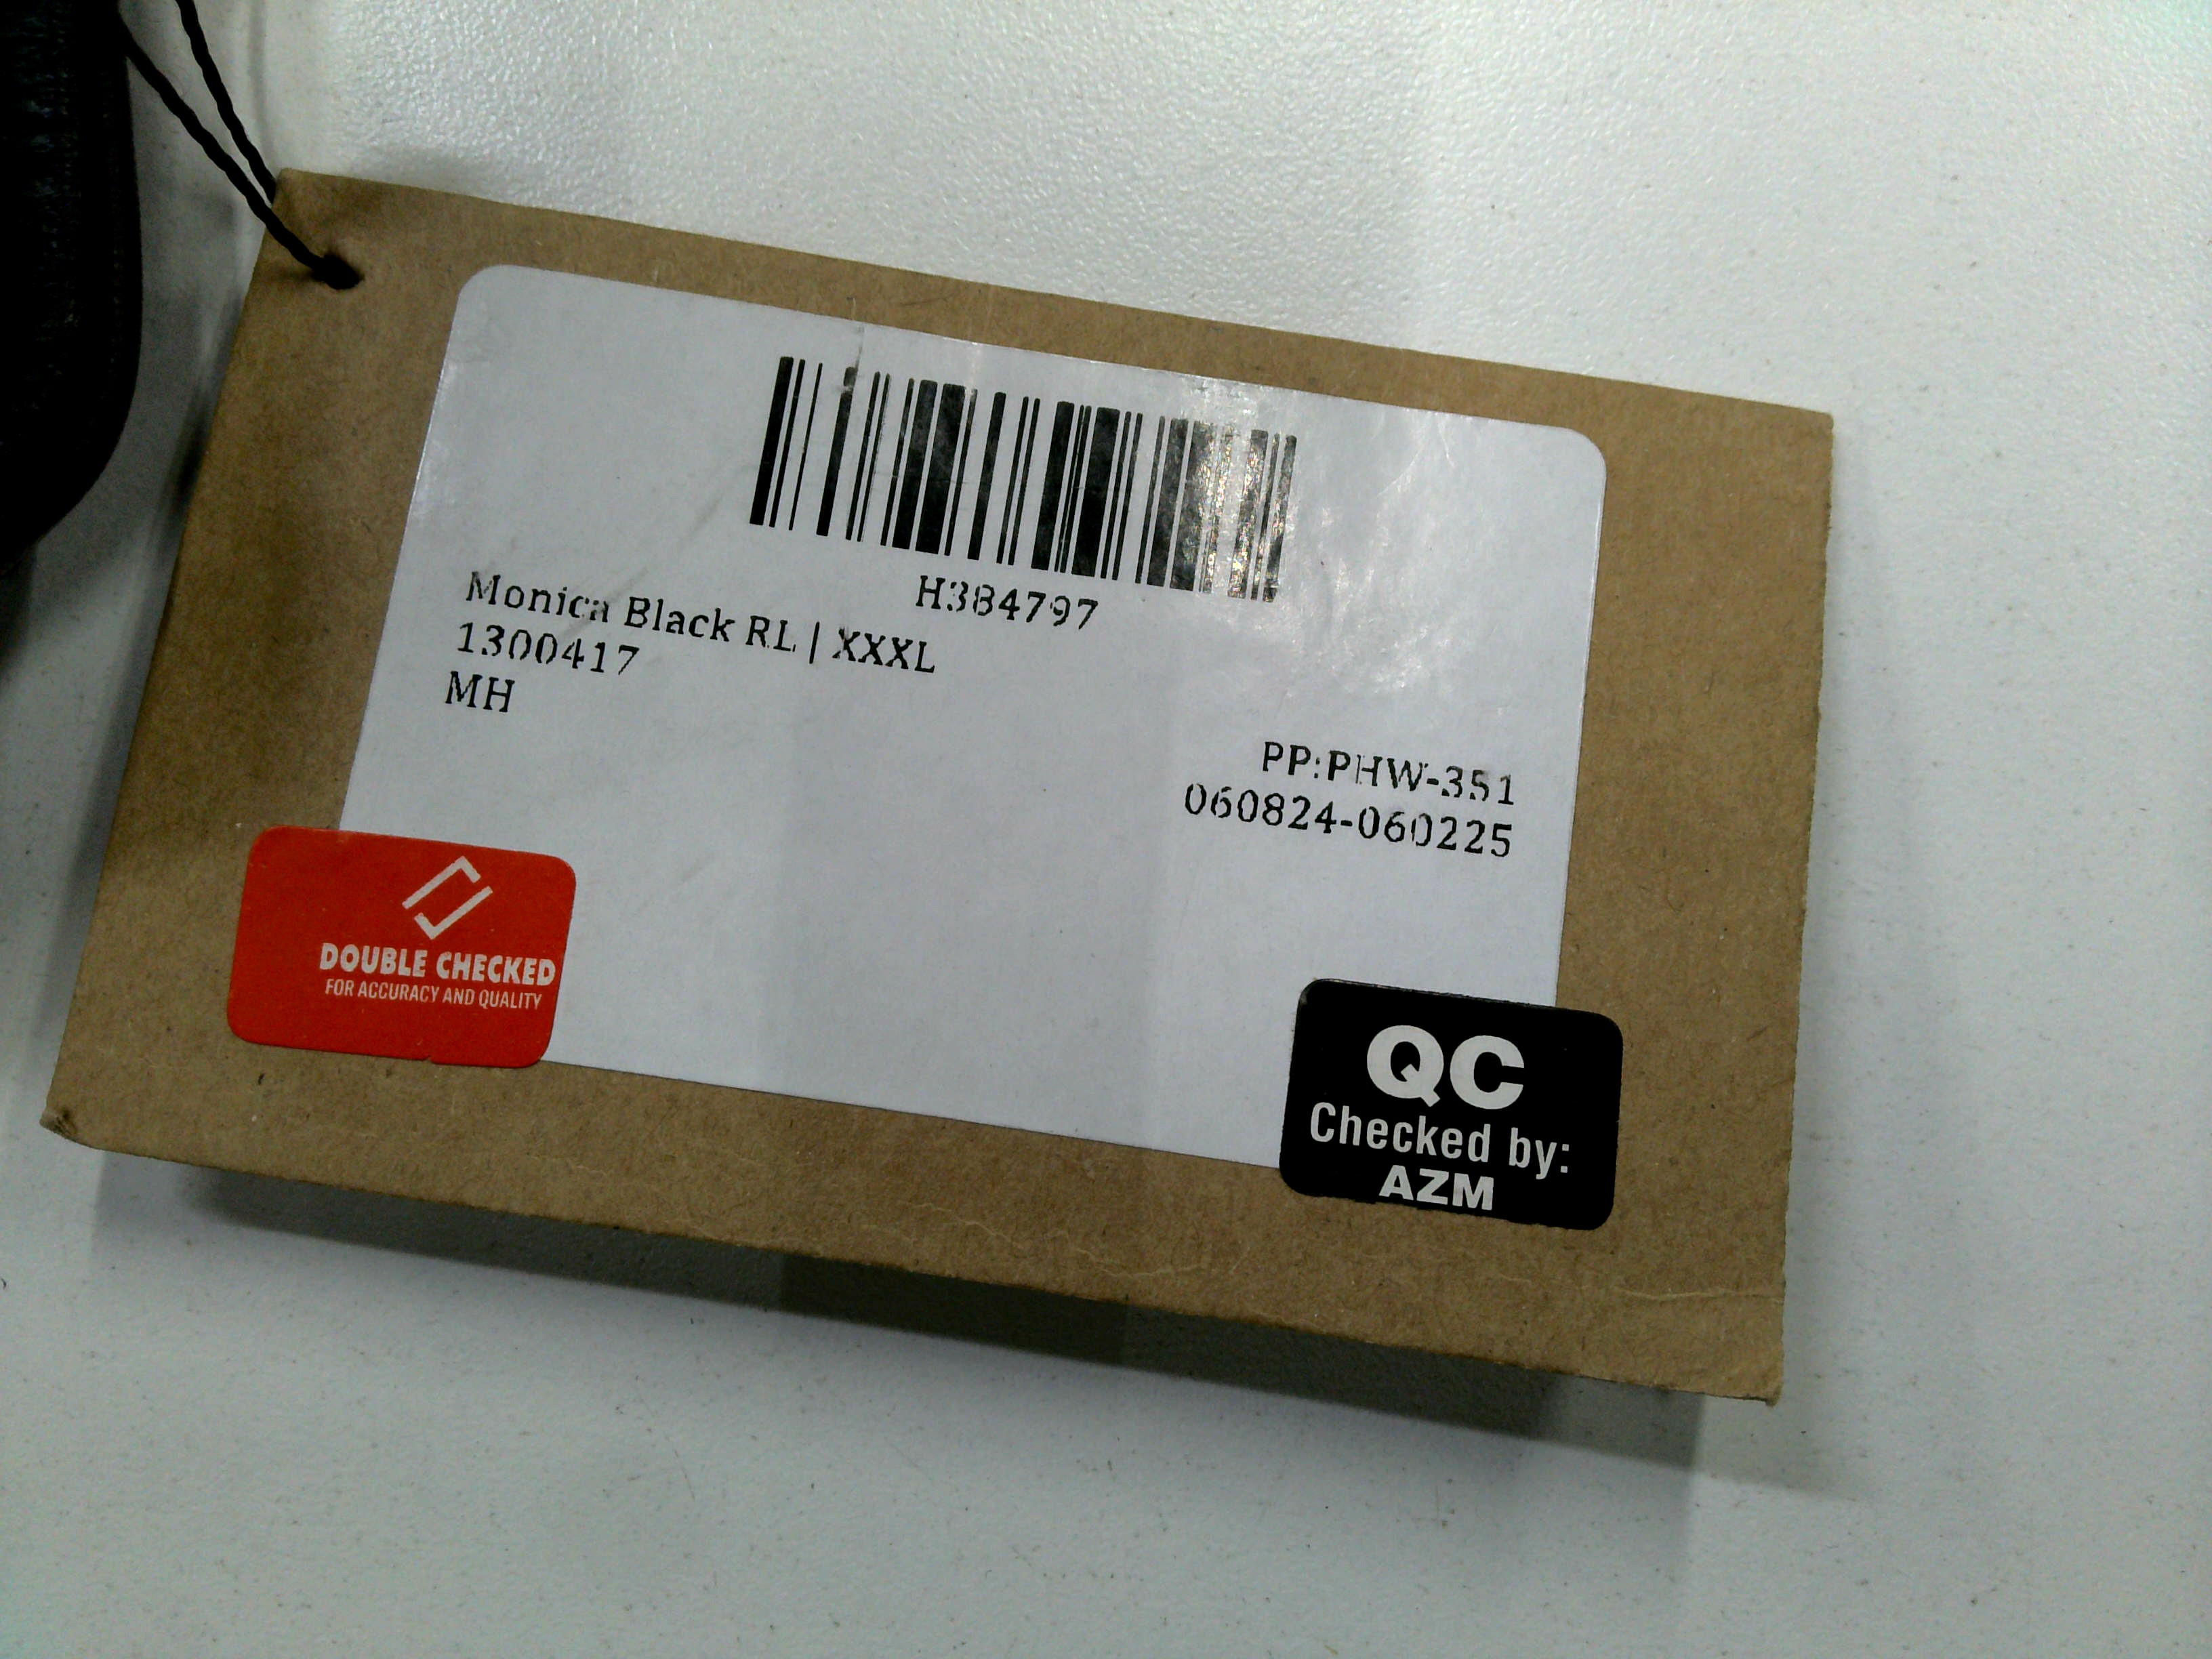 H384797
Monica Black RL | XXXL
1300417
MH
PP:PHW-351
060824-060225
DOUBLE CHECKED
FOR ACCURACY AND QUALITY
QC
Checked by:
AZM